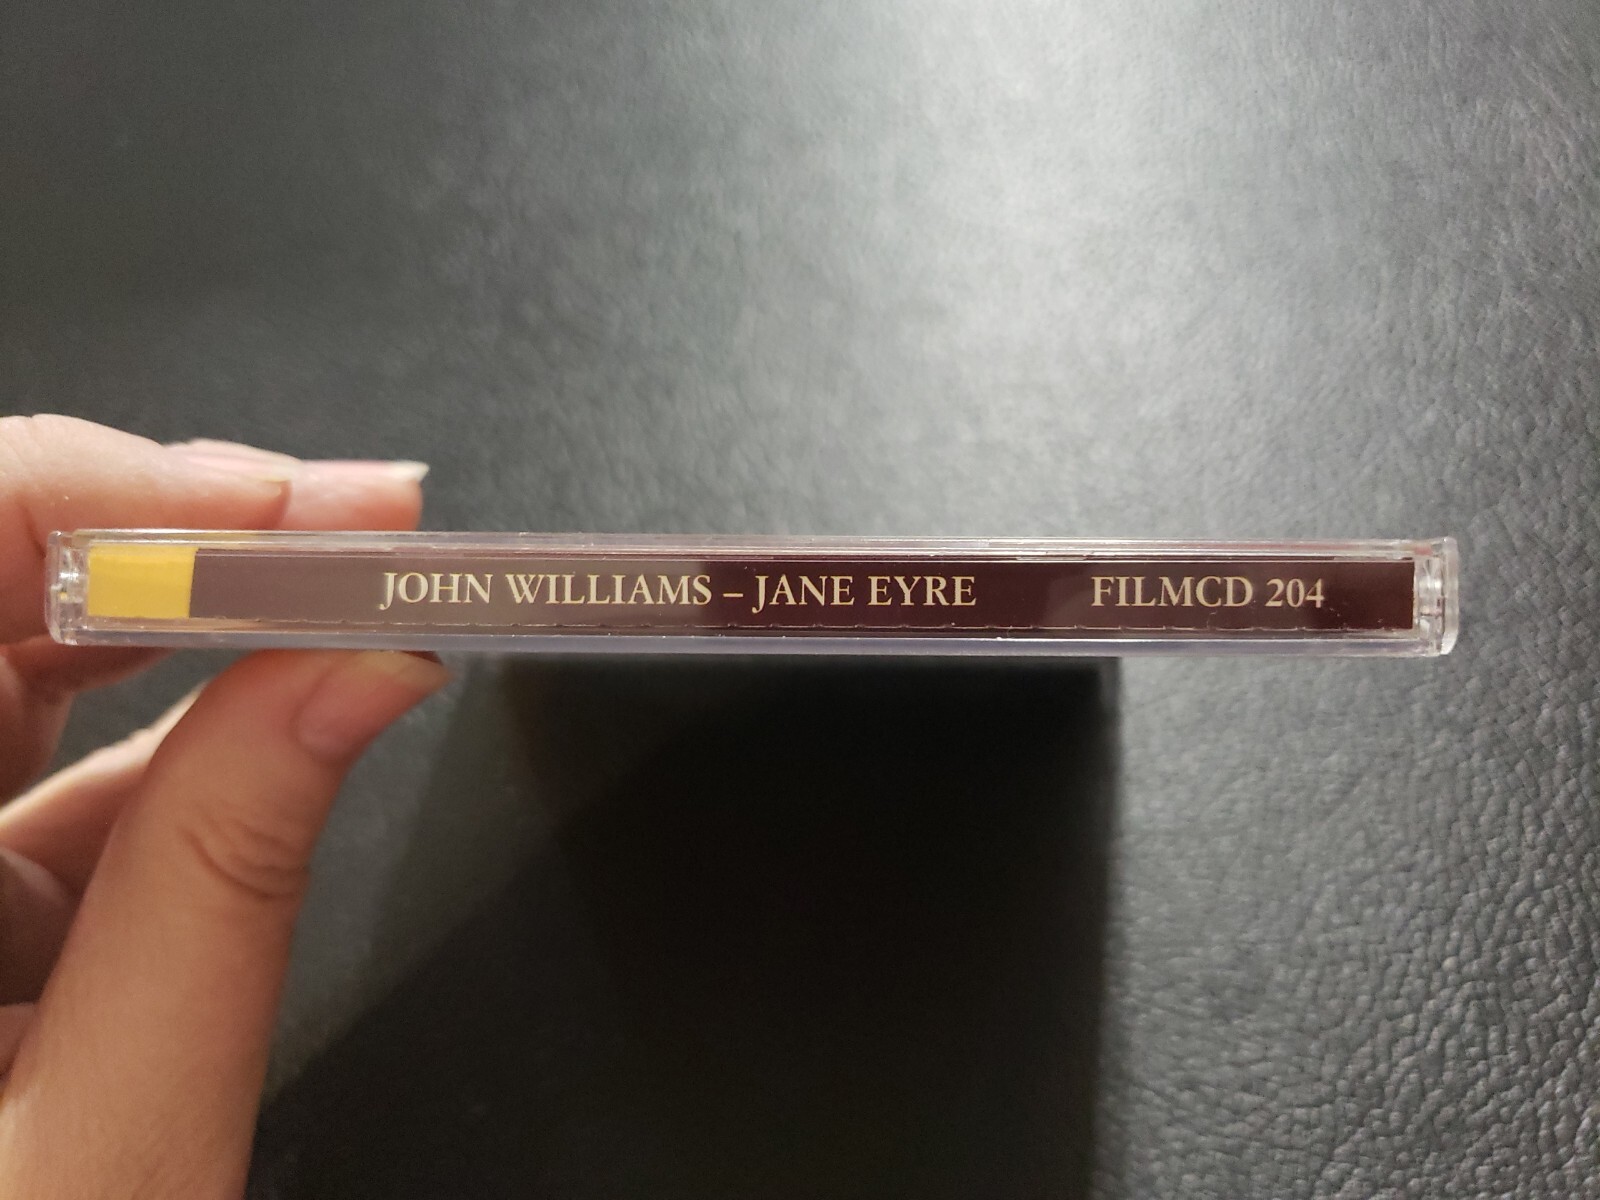 JOHN WILLIAMS – JANE EYRE FILMCD 204